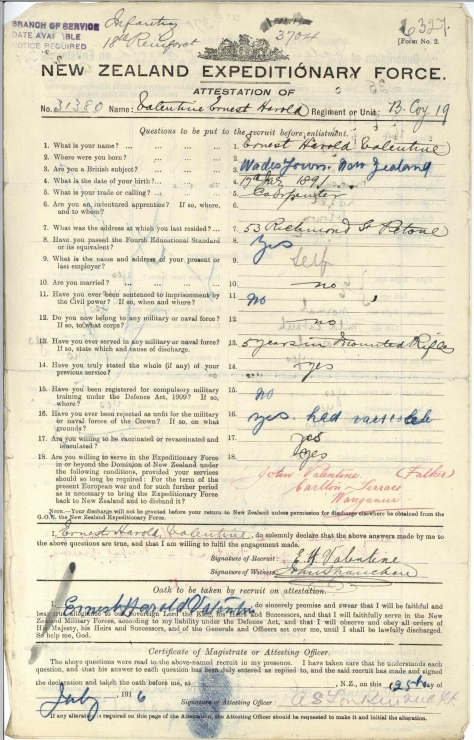 BRANCH OF SERVICE
DATE AVAILABLE
NOTICE REQUIRED
Infantry
18th Reinforct
3704
6327.
[Form No. 2.
NEW ZEALAND EXPEDITIONARY FORCE.
ATTESTATION OF
No. 31380 Name: Valentine Ernest Harold Regiment or Unit: B. Coy 19
Questions to be put to the recruit before enlistment.
1. What is your name? ... 1. Ernest Harold Valentine
2. Where were you born? 2. Wadestown New Zealand
3. Are you a British subject? 3. yes
4. What is the date of your birth? 4. 1891
5. What is your trade or calling? 5. Carpenter
6. Are you an indentured apprentice? If so, where, and to whom? 6.
7. What was the address at which you last resided? 7. 53 Richmond St Petone
8. Have you passed the Fourth Educational Standard or its equivalent? 8. yes
9. What is the name and address of your present or last employer? 9. Self
10. Are you married? 10. no
11. Have you ever been sentenced to imprisonment by the Civil power? If so, when and where? 11. no
12. Do you now belong to any military or naval force? If so, to what corps? 12. no
13. Have you ever served in any military or naval force? If so, state which and cause of discharge. 13. 5 years in Mounted Rifles
14. Have you truly stated the whole (if any) of your previous service? 14. yes
15. Have you been registered for compulsory military training under the Defence Act, 1909? If so, where? 15. no
16. Have you ever been rejected as unfit for the military or naval forces of the Crown? If so, on what grounds? 16. yes. had varicocele
17. Are you willing to be vaccinated or revaccinated and inoculated? 17. yes
18. Are you willing to serve in the Expeditionary Force in or beyond the Dominion of New Zealand under the following conditions, provided your services should so long be required: For the term of the present European war and for such further period as is necessary to bring the Expeditionary Force back to New Zealand and to disband it? 18. yes
John Valentine (Father)
Carlton Terrace
Wanganui
NOTE.—Your discharge will not be granted before your return to New Zealand unless permission for discharge elsewhere be obtained from the G.O.C. the New Zealand Expeditionary Force.
I, Ernest Harold Valentine, do solemnly declare that the above answers made by me to the above questions are true, and that I am willing to fulfil the engagement made.
Signature of Recruit: E H Valentine
Signature of Witness:
Oath to be taken by recruit on attestation.
I, Ernest Harold Valentine do sincerely promise and swear that I will be faithful and bear true allegiance to our Sovereign Lord the King, His Heirs and Successors, and that I will faithfully serve in the New Zealand Military Forces, according to my liability under the Defence Act, and that I will observe and obey all orders of His Majesty, his Heirs and Successors, and of the Generals and Officers set over me, until I shall be lawfully discharged.
So help me, God.
Certificate of Magistrate or Attesting Officer.
The above questions were read to the above-named recruit in my presence. I have taken care that he understands each question, and that his answer to each question has been duly entered as replied to, and the said recruit has made and signed the declaration and taken the oath before me, at , N.Z., on this 25th day of
July 1916
Signature of Attesting Officer:
If any alteration is required on this page of the Attestation, the Attesting Officer should be requested to make it and initial the alteration.